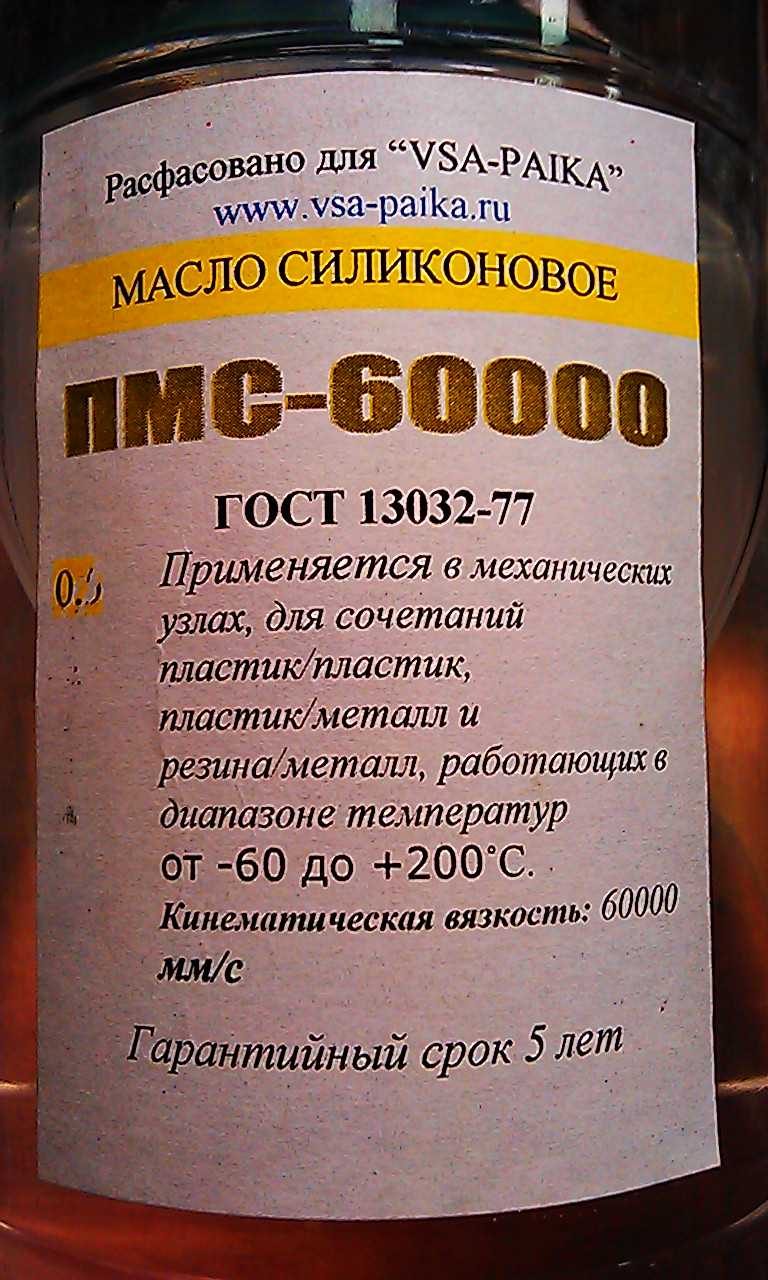 Расфасовано для “VSA-PAIKA”
www.vsa-paika.ru
МАСЛО СИЛИКОНОВОЕ
ПМС-60000
ГОСТ 13032-77
Применяется в механических
узлах, для сочетаний
пластик/пластик,
пластик/металл и
резина/металл, работающих в
диапазоне температур
от -60 до +200°С.
Кинематическая вязкость: 60000
мм/с
Гарантийный срок 5 лет